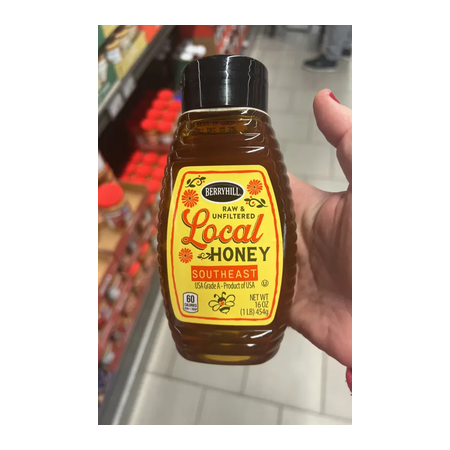 BERRYHILL
RAW &
UNFILTERED
Local
HONEY
SOUTHEAST
USA Grade A - Product of USA
60
CALORIES
NET WT
16 OZ
(1 LB) 454g
U